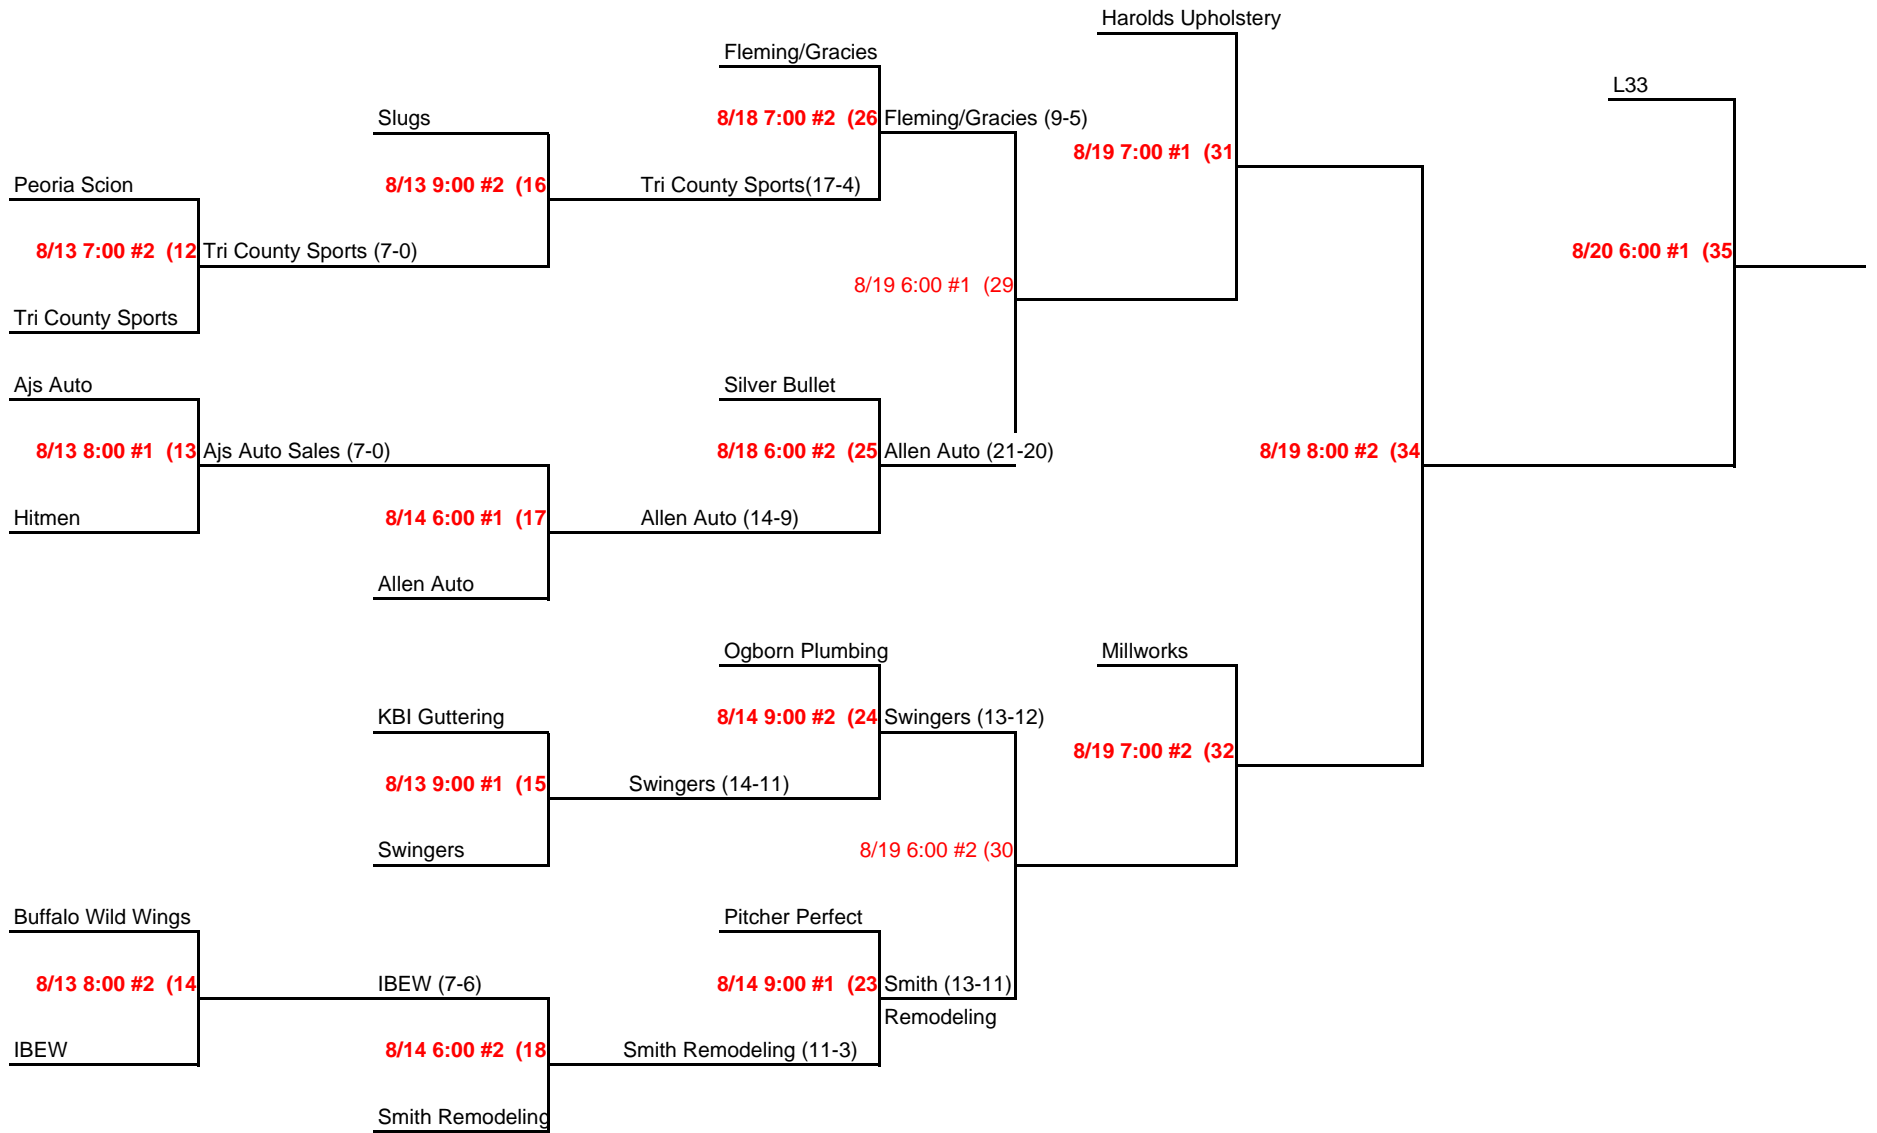 Harolds Upholstery
Fleming/Gracies
L33
Slugs
8/18 7:00 #2 (26
Fleming/Gracies (9-5)
8/19 7:00 #1 (31
Peoria Scion
8/13 9:00 #2 (16
Tri County Sports(17-4)
8/13 7:00 #2 (12
Tri County Sports (7-0)
8/20 6:00 #1 (35
8/19 6:00 #1 (29
Tri County Sports
Ajs Auto
Silver Bullet
8/13 8:00 #1 (13
Ajs Auto Sales (7-0)
8/18 6:00 #2 (25
Allen Auto (21-20)
8/19 8:00 #2 (34
Hitmen
8/14 6:00 #1 (17
Allen Auto (14-9)
Allen Auto
Ogborn Plumbing
Millworks
KBI Guttering
8/14 9:00 #2 (24
Swingers (13-12)
8/19 7:00 #2 (32
8/13 9:00 #1 (15
Swingers (14-11)
Swingers
8/19 6:00 #2 (30
Buffalo Wild Wings
Pitcher Perfect
8/13 8:00 #2 (14
IBEW (7-6)
8/14 9:00 #1 (23
Smith (13-11)
Remodeling
IBEW
8/14 6:00 #2 (18
Smith Remodeling (11-3)
Smith Remodeling